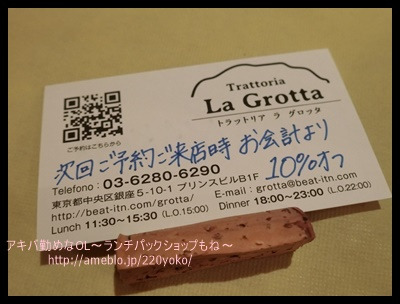 Trattoria
La Grotta
トラットリア ラ グロッタ
ご予約はこちらから
次回ご予約ご来店時 お会計より
10%オフ
Telefono : 03-6280-6290
東京都中央区銀座5-10-1 プリンスビルB1F
http://beat-itn.com/grotta/ E-mail : grotta@beat-itn.com
Lunch 11:30~15:30 (L.O.15:00) Dinner 18:00~23:00 (L.O.22:00)
アキバ勤めなOL～ランチパックショップもね～
http://ameblo.jp/220yoko/